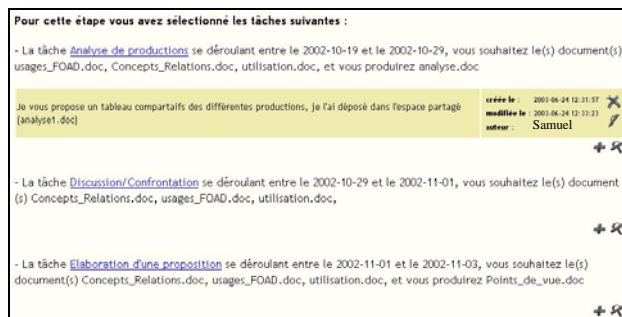 Pour cette étape vous avez sélectionné les tâches suivantes :
- La tâche Analyse de productions se déroulant entre le 2002-10-19 et le 2002-10-29, vous souhaitez le(s) document(s)
usages_FOAD.doc, Concepts_Relations.doc, utilisation.doc, et vous produirez analyse.doc
Je vous propose un tableau compartaifs des différentes productions, je l'ai déposé dans l'espace partagé
(analyse1.doc)
créée le : 2003-06-24 12:31:57
modifiée le : 2003-06-24 12:33:23
auteur : Samuel
- La tâche Discussion/Confrontation se déroulant entre le 2002-10-29 et le 2002-11-01, vous souhaitez le(s) document
(s) Concepts_Relations.doc, usages_FOAD.doc, utilisation.doc,
- La tâche Elaboration d'une proposition se déroulant entre le 2002-11-01 et le 2002-11-03, vous souhaitez le(s)
document(s) Concepts_Relations.doc, usages_FOAD.doc, utilisation.doc, et vous produirez Points_de_vue.doc